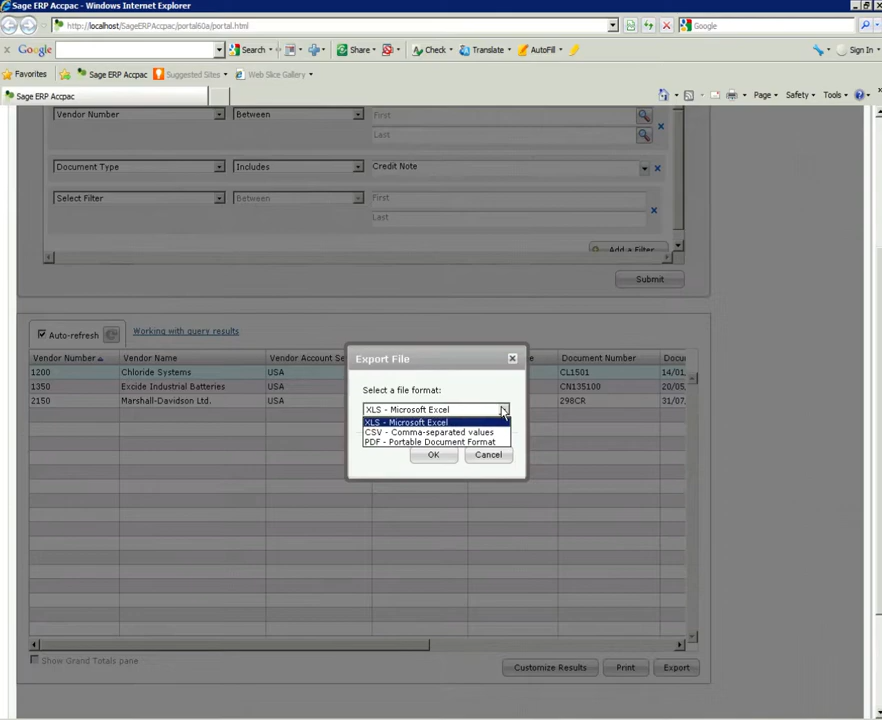 Sage ERP Accpac - Windows Internet Explorer
http://localhost/SageERPAccpac/portal60a/portal.html
Google
Google Search Share Check Translate AutoFill Sign In
Favorites Sage ERP Accpac Suggested Sites Web Slice Gallery
Sage ERP Accpac
Page Safety Tools
Vendor Number Between First
Last
Document Type Includes Credit Note
Select Filter Between First
Last
Add a Filter
Submit
Auto-refresh Working with query results
Vendor Number Vendor Name Vendor Account Se Document Number Docu
1200 Chloride Systems USA CL1501 14/01
1350 Excide Industrial Batteries USA CN135100 20/05
2150 Marshall-Davidson Ltd. USA 298CR 31/07
Export File
Select a file format:
XLS - Microsoft Excel
XLS - Microsoft Excel
CSV - Comma-separated values
PDF - Portable Document Format
OK Cancel
Show Grand Totals pane
Customize Results Print Export